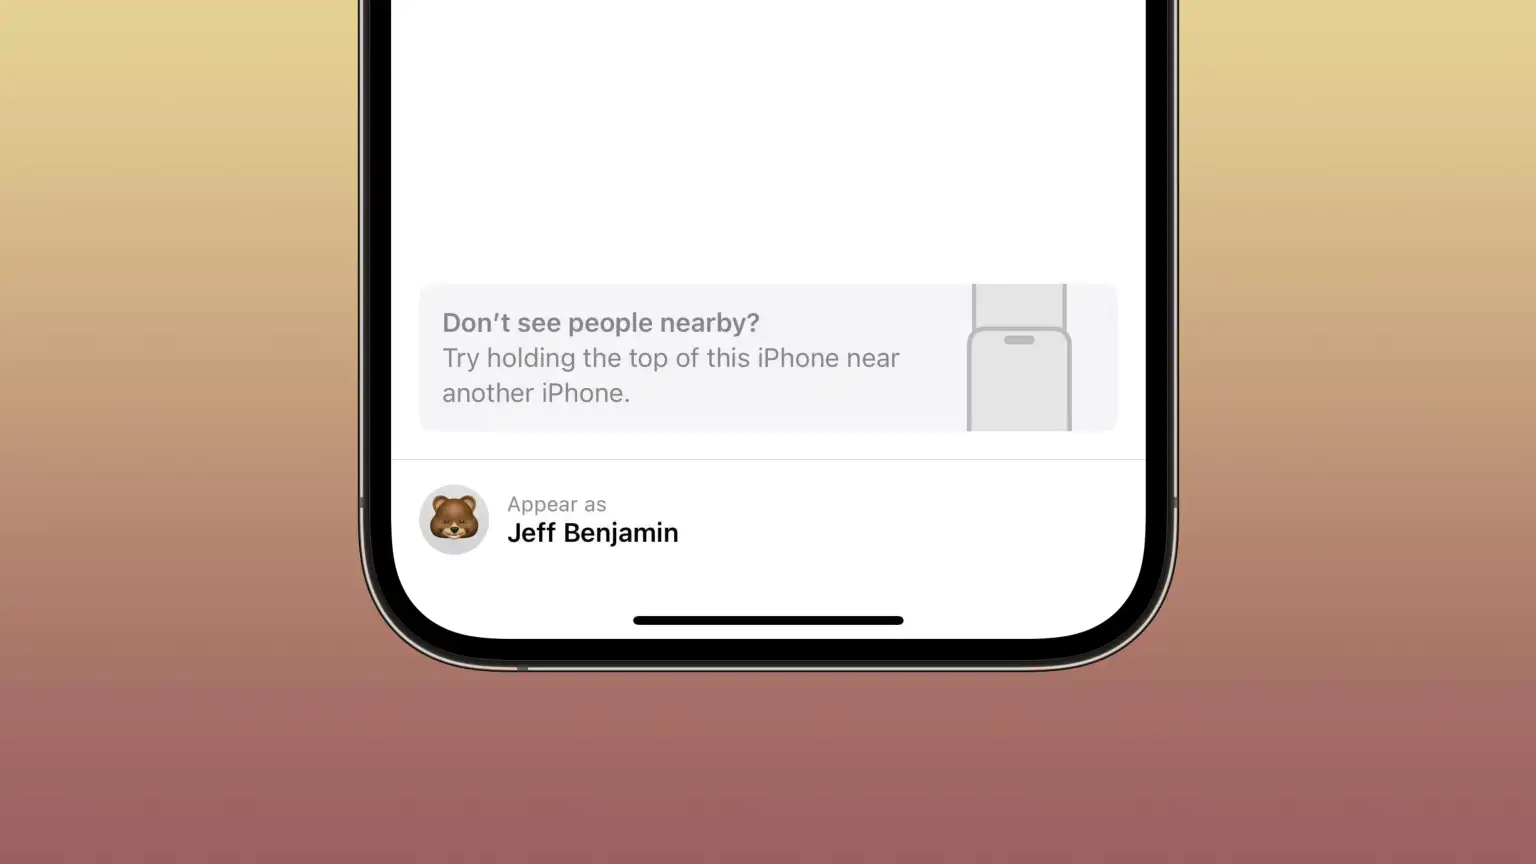 Don’t see people nearby?
Try holding the top of this iPhone near
another iPhone.
Appear as
Jeff Benjamin